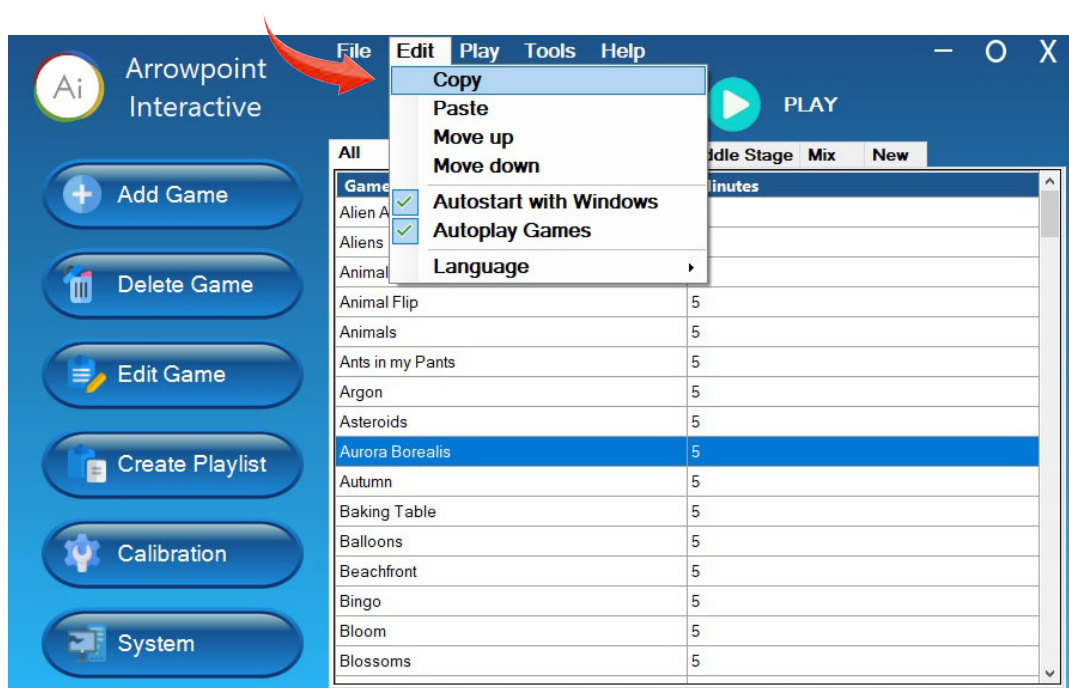 Ai
Arrowpoint
Interactive
File Edit Play Tools Help
O X
Copy
Paste
Move up
Move down
Autostart with Windows
Autoplay Games
Language
PLAY
Add Game
Delete Game
Edit Game
Create Playlist
Calibration
System
All ddle Stage Mix New
Game inutes
Alien A
Aliens
Animal
Animal Flip 5
Animals 5
Ants in my Pants 5
Argon 5
Asteroids 5
Aurora Borealis 5
Autumn 5
Baking Table 5
Balloons 5
Beachfront 5
Bingo 5
Bloom 5
Blossoms 5